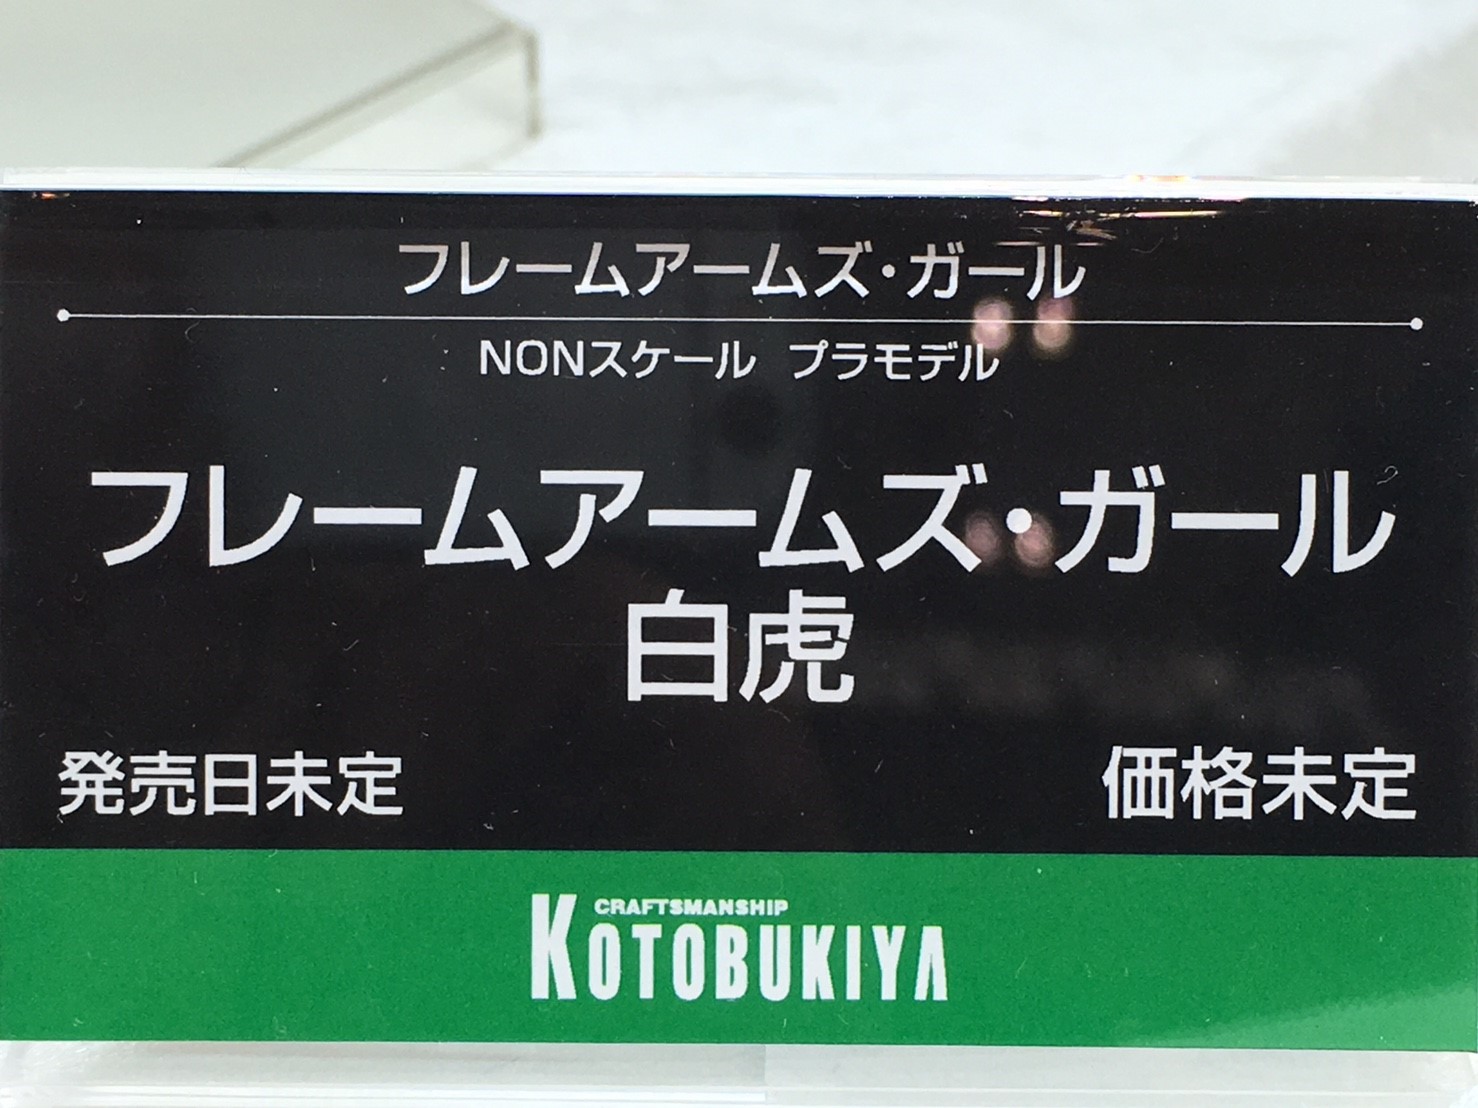 フレームアームズ・ガール
NONスケール プラモデル
フレームアームズ・ガール
白虎
発売日未定 価格未定
CRAFTSMANSHIP
KOTOBUKIYA